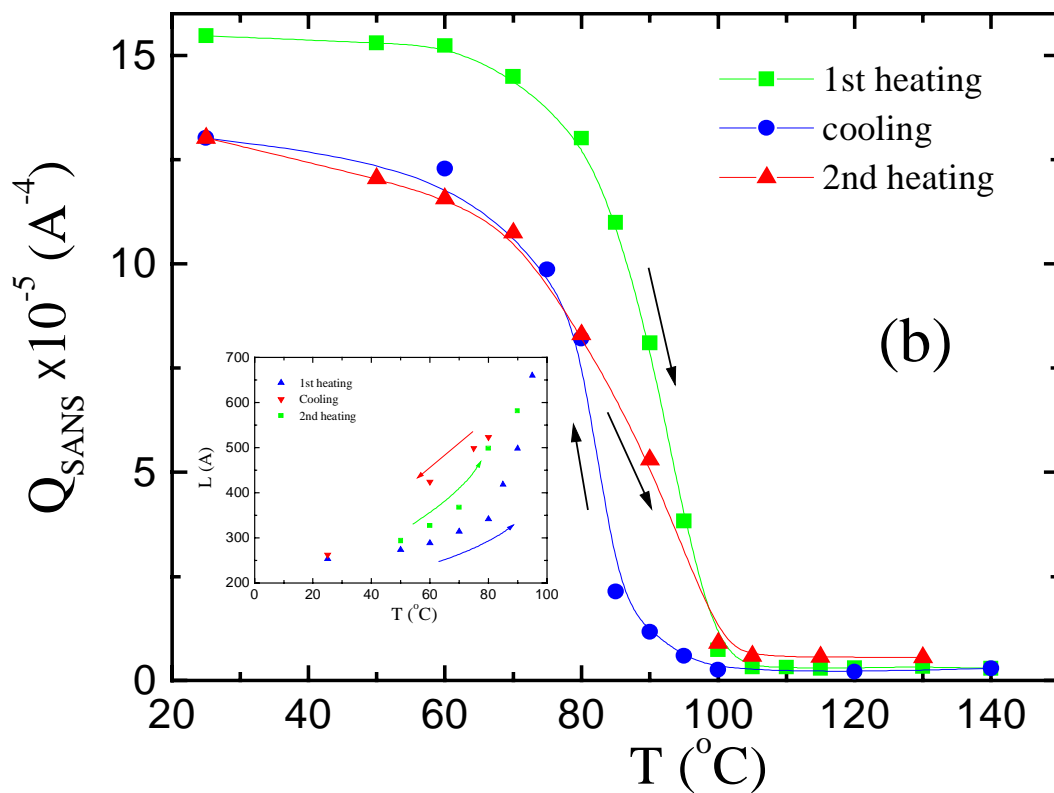 15
10
5
0
Q_SANS x10^-5 (A^-4)
1st heating
cooling
2nd heating
(b)
700
600
500
400
300
200
L (A)
1st heating
Cooling
2nd heating
0 20 40 60 80 100
T (°C)
20 40 60 80 100 120 140
T (°C)